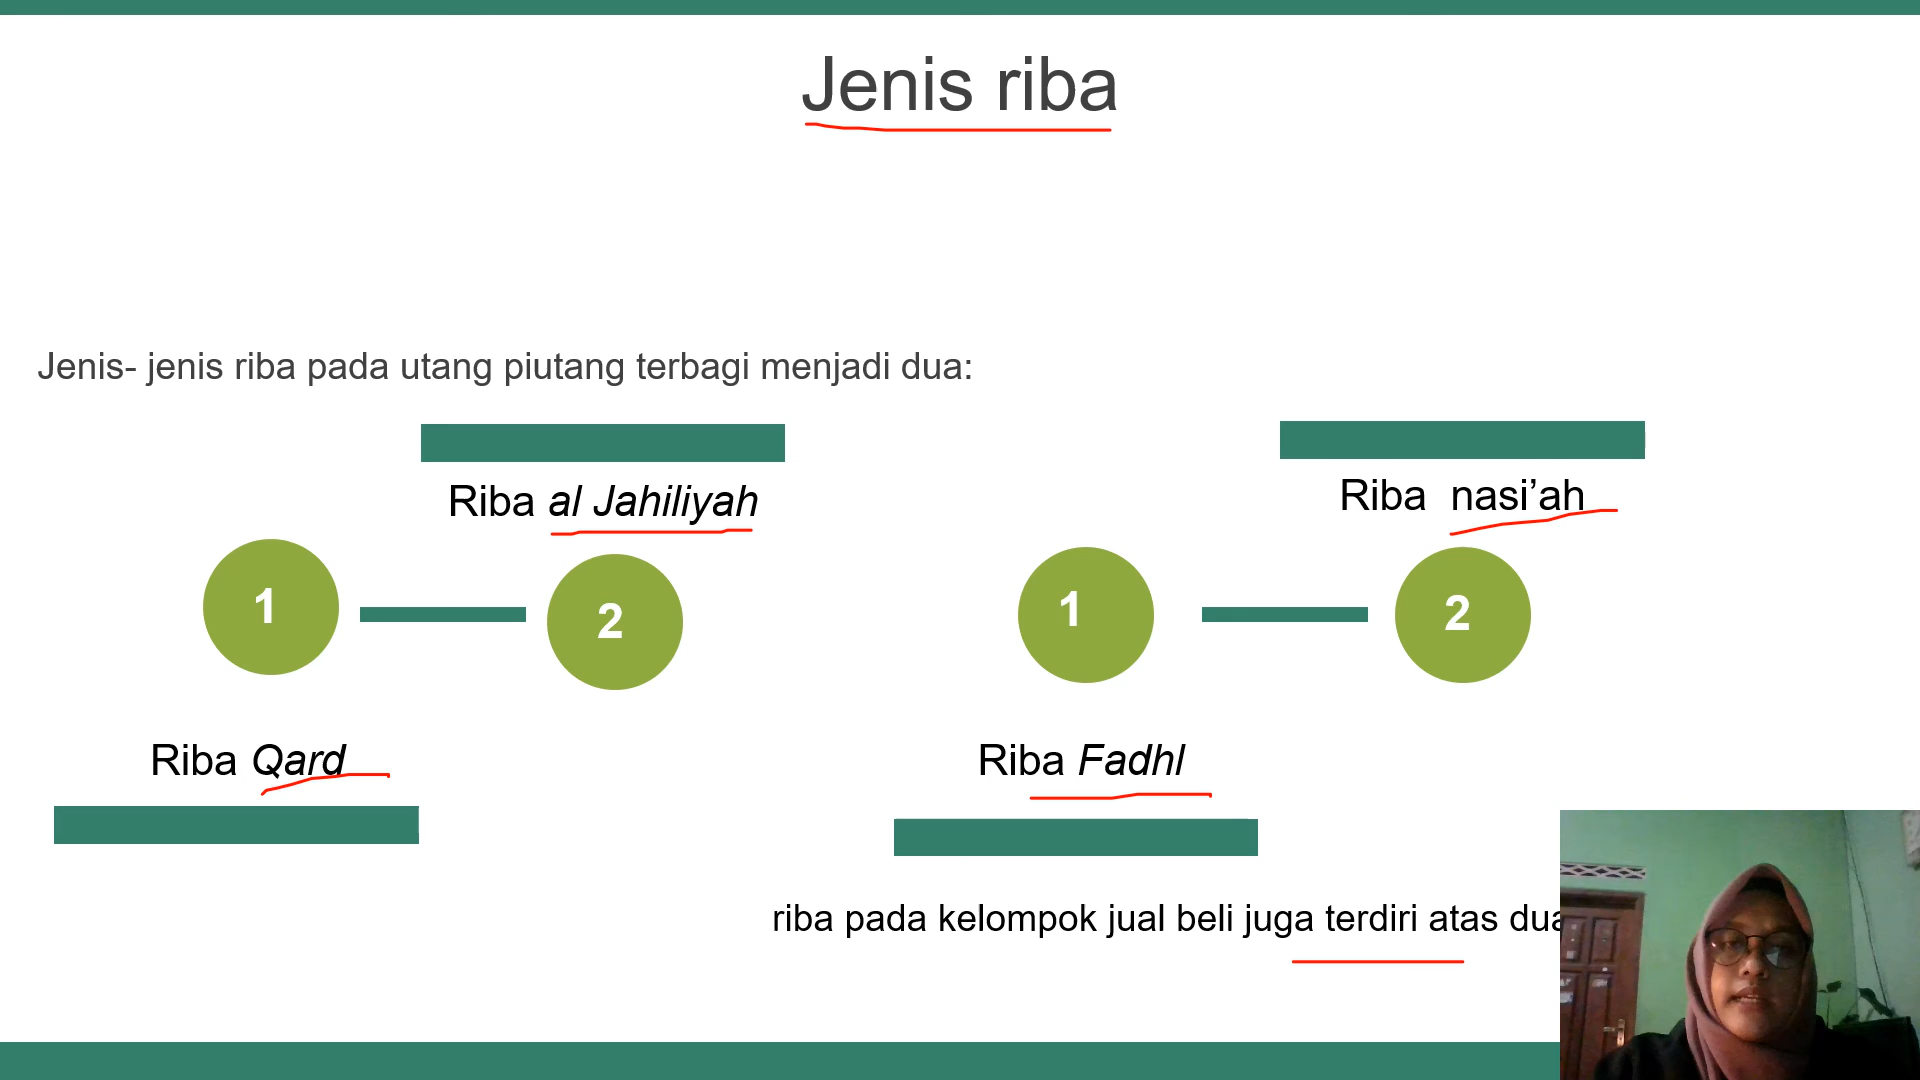 Jenis riba
Jenis- jenis riba pada utang piutang terbagi menjadi dua:
Riba al Jahiliyah
1
2
Riba Qard
Riba nasi’ah
1
2
Riba Fadhl
riba pada kelompok jual beli juga terdiri atas